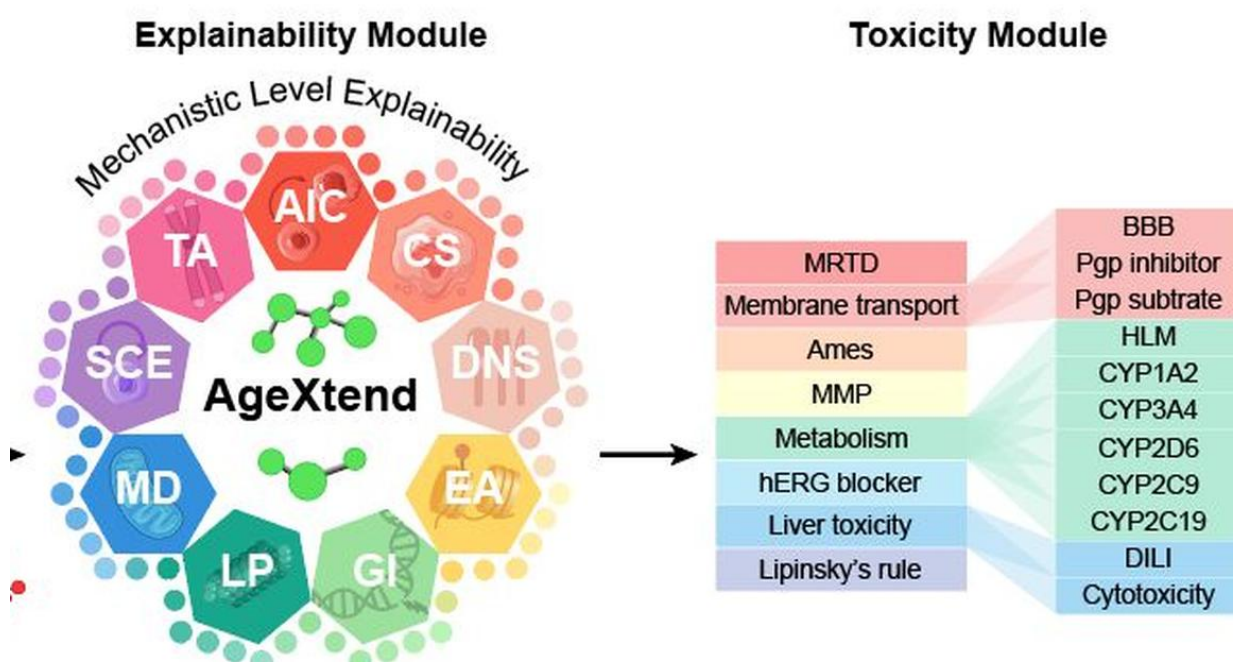 Explainability Module
Toxicity Module
Mechanistic Level Explainability
AIC
TA
CS
SCE
DNS
AgeXtend
MD
EA
LP
GI
MRTD
Membrane transport
Ames
MMP
Metabolism
hERG blocker
Liver toxicity
Lipinsky's rule
BBB
Pgp inhibitor
Pgp subtrate
HLM
CYP1A2
CYP3A4
CYP2D6
CYP2C9
CYP2C19
DILI
Cytotoxicity